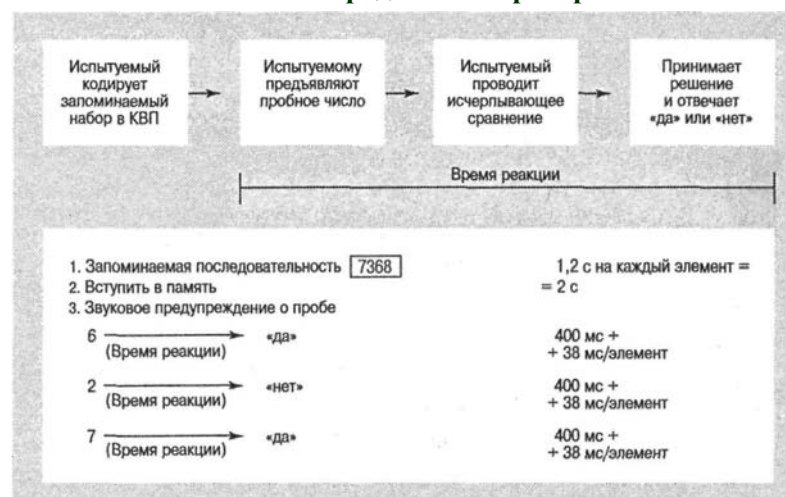 Испытуемый
кодирует
запоминаемый
набор в КВП
Испытуемому
предъявляют
пробное число
Испытуемый
проводит
исчерпывающее
сравнение
Принимает
решение
и отвечает
«да» или «нет»
Время реакции
1. Запоминаемая последовательность 7368 1,2 с на каждый элемент =
2. Вступить в память = 2 с
3. Звуковое предупреждение о пробе
6 «да» 400 мс +
(Время реакции) + 38 мс/элемент
2 «нет» 400 мс +
(Время реакции) + 38 мс/элемент
7 «да» 400 мс +
(Время реакции) + 38 мс/элемент